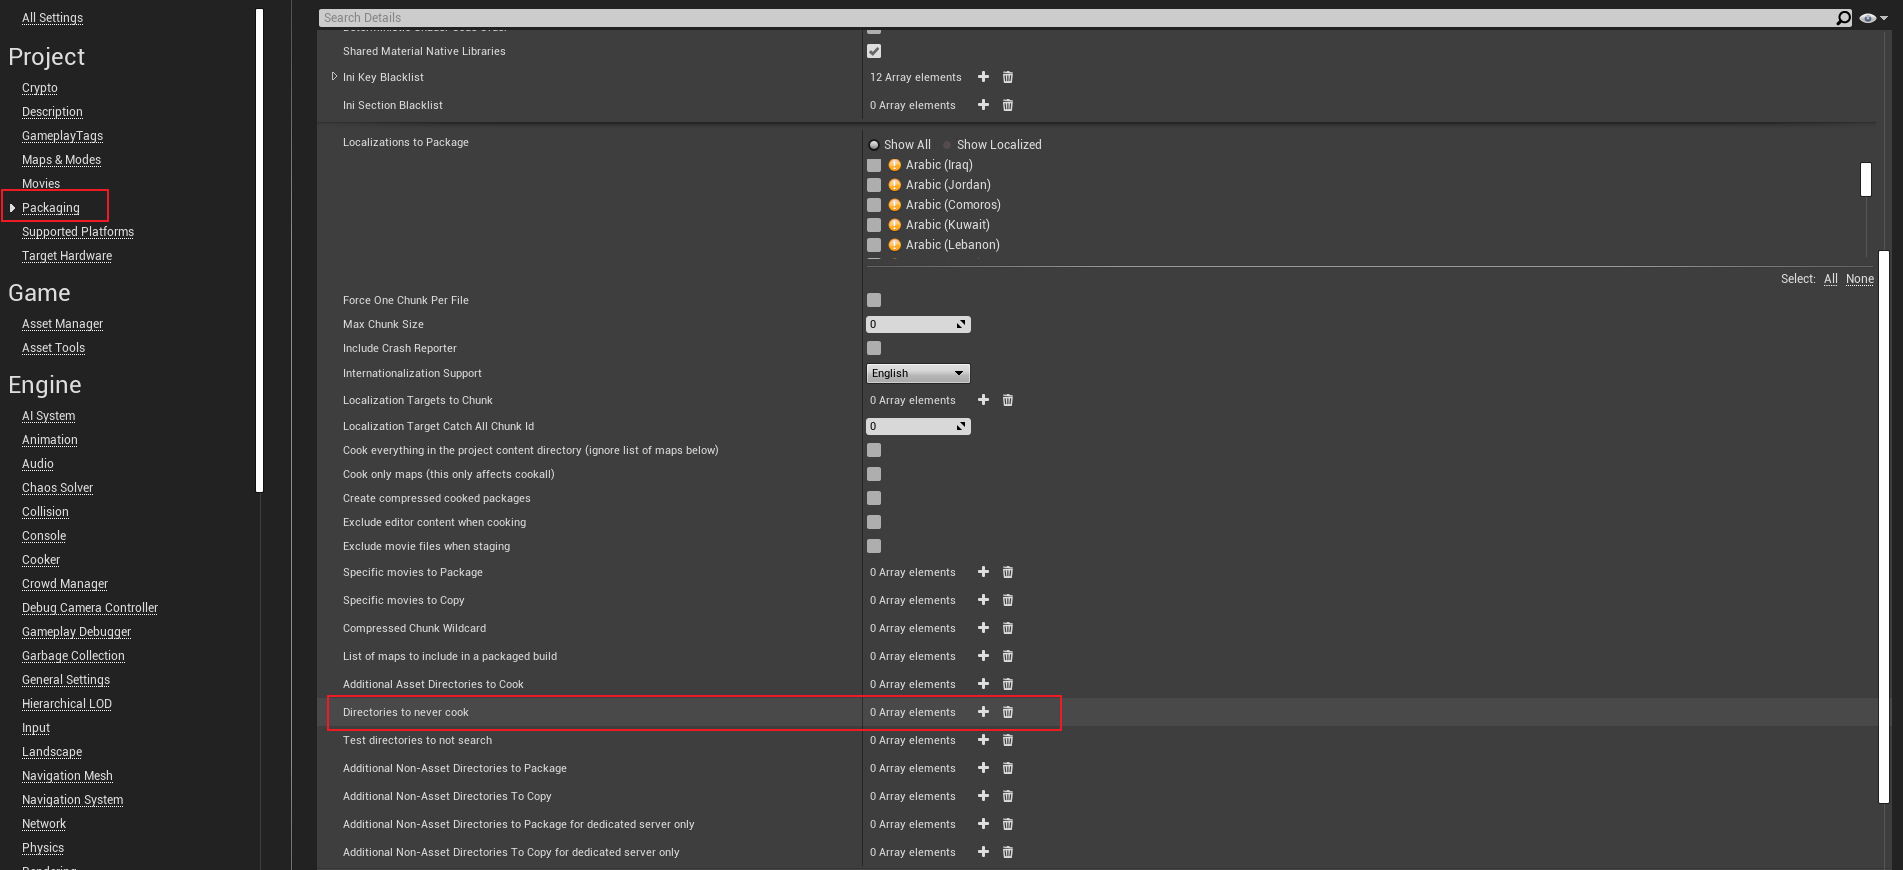 All Settings
Project
Crypto
Description
GameplayTags
Maps & Modes
Movies
Packaging
Supported Platforms
Target Hardware
Game
Asset Manager
Asset Tools
Engine
AI System
Animation
Audio
Chaos Solver
Collision
Console
Cooker
Crowd Manager
Debug Camera Controller
Gameplay Debugger
Garbage Collection
General Settings
Hierarchical LOD
Input
Landscape
Navigation Mesh
Navigation System
Network
Physics
Search Details
Shared Material Native Libraries
Ini Key Blacklist 12 Array elements
Ini Section Blacklist 0 Array elements
Localizations to Package Show All Show Localized
Arabic (Iraq)
Arabic (Jordan)
Arabic (Comoros)
Arabic (Kuwait)
Arabic (Lebanon)
Select: All None
Force One Chunk Per File
Max Chunk Size 0
Include Crash Reporter
Internationalization Support English
Localization Targets to Chunk 0 Array elements
Localization Target Catch All Chunk Id 0
Cook everything in the project content directory (ignore list of maps below)
Cook only maps (this only affects cookall)
Create compressed cooked packages
Exclude editor content when cooking
Exclude movie files when staging
Specific movies to Package 0 Array elements
Specific movies to Copy 0 Array elements
Compressed Chunk Wildcard 0 Array elements
List of maps to include in a packaged build 0 Array elements
Additional Asset Directories to Cook 0 Array elements
Directories to never cook 0 Array elements
Test directories to not search 0 Array elements
Additional Non-Asset Directories to Package 0 Array elements
Additional Non-Asset Directories To Copy 0 Array elements
Additional Non-Asset Directories to Package for dedicated server only 0 Array elements
Additional Non-Asset Directories To Copy for dedicated server only 0 Array elements